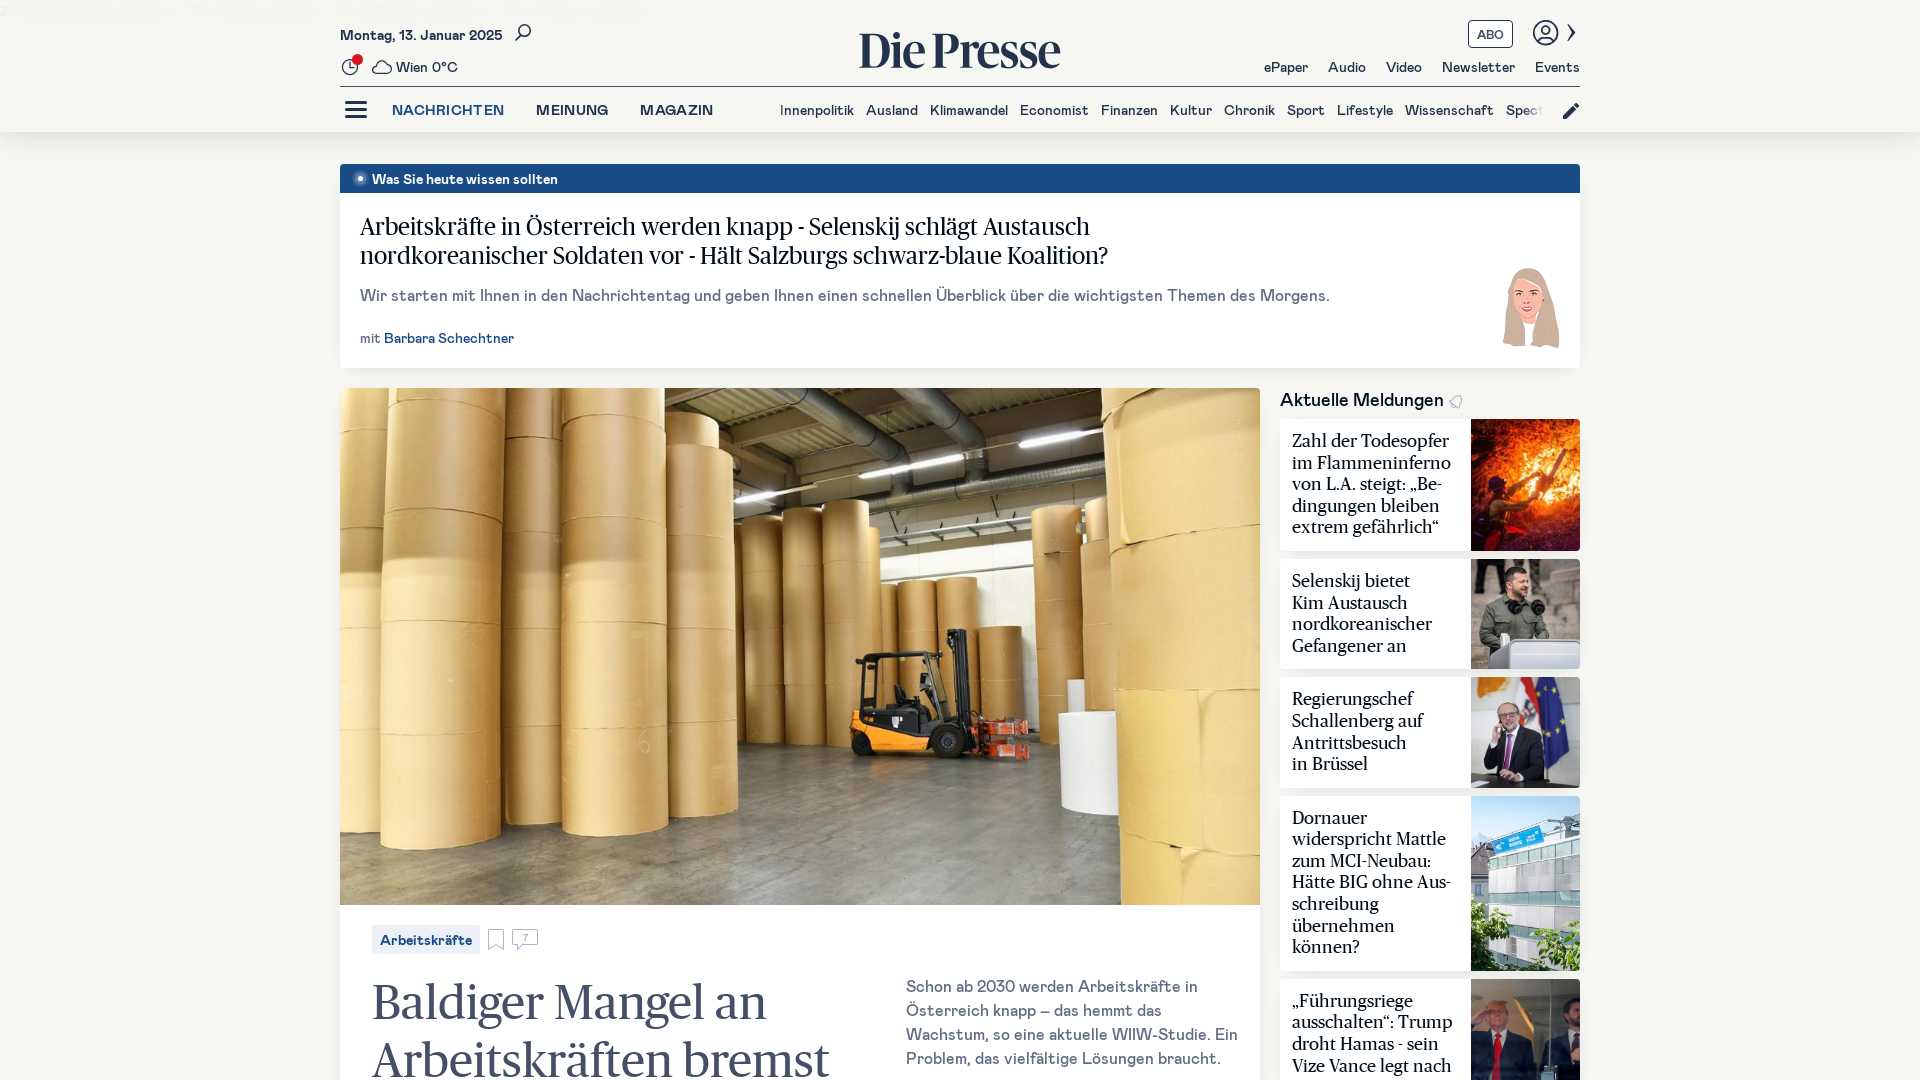 Montag, 13. Januar 2025
Wien 0°C
Die Presse
ABO
ePaper Audio Video Newsletter Events
NACHRICHTEN MEINUNG MAGAZIN
Innenpolitik Ausland Klimawandel Economist Finanzen Kultur Chronik Sport Lifestyle Wissenschaft
Was Sie heute wissen sollten
Arbeitskräfte in Österreich werden knapp - Selenskij schlägt Austausch
nordkoreanischer Soldaten vor - Hält Salzburgs schwarz-blaue Koalition?
Wir starten mit Ihnen in den Nachrichtentag und geben Ihnen einen schnellen Überblick über die wichtigsten Themen des Morgens.
mit Barbara Schechtner
Arbeitskräfte
7
Baldiger Mangel an
Arbeitskräften bremst
Schon ab 2030 werden Arbeitskräfte in
Österreich knapp – das hemmt das
Wachstum, so eine aktuelle WIIW-Studie. Ein
Problem, das vielfältige Lösungen braucht.
Aktuelle Meldungen
Zahl der Todesopfer
im Flammeninferno
von L.A. steigt: „Be-
dingungen bleiben
extrem gefährlich“
Selenskij bietet
Kim Austausch
nordkoreanischer
Gefangener an
Regierungschef
Schallenberg auf
Antrittsbesuch
in Brüssel
Dornauer
widerspricht Mattle
zum MCI-Neubau:
Hätte BIG ohne Aus-
schreibung
übernehmen
können?
„Führungsriege
ausschalten“: Trump
droht Hamas - sein
Vize Vance legt nach